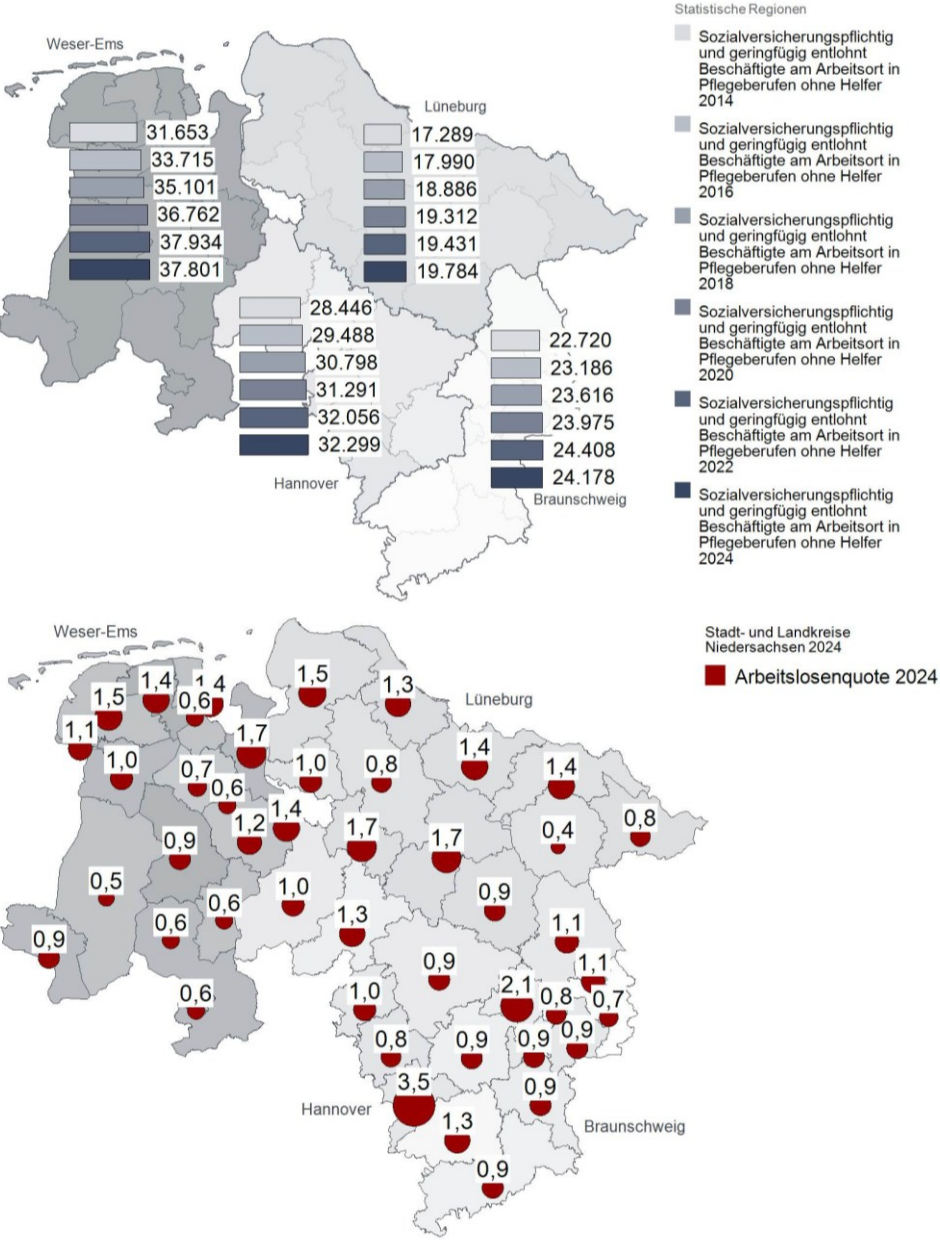 Statistische Regionen
Weser-Ems
31.653
33.715
35.101
36.762
37.934
37.801
Lüneburg
17.289
17.990
18.886
19.312
19.431
19.784
28.446
29.488
30.798
31.291
32.056
32.299
Hannover
22.720
23.186
23.616
23.975
24.408
24.178
Braunschweig
Sozialversicherungspflichtig
und geringfügig entlohnt
Beschäftigte am Arbeitsort in
Pflegeberufen ohne Helfer
2014
Sozialversicherungspflichtig
und geringfügig entlohnt
Beschäftigte am Arbeitsort in
Pflegeberufen ohne Helfer
2016
Sozialversicherungspflichtig
und geringfügig entlohnt
Beschäftigte am Arbeitsort in
Pflegeberufen ohne Helfer
2018
Sozialversicherungspflichtig
und geringfügig entlohnt
Beschäftigte am Arbeitsort in
Pflegeberufen ohne Helfer
2020
Sozialversicherungspflichtig
und geringfügig entlohnt
Beschäftigte am Arbeitsort in
Pflegeberufen ohne Helfer
2022
Sozialversicherungspflichtig
und geringfügig entlohnt
Beschäftigte am Arbeitsort in
Pflegeberufen ohne Helfer
2024
Stadt- und Landkreise
Niedersachsen 2024
Arbeitslosenquote 2024
Weser-Ems
Lüneburg
1,5
1,4
1,5
0,6
1,4
1,3
1,1
1,7
1,0
0,7
0,6
1,0
0,8
1,4
1,4
1,4
1,2
1,7
1,7
0,4
0,8
0,9
0,5
0,6
1,0
0,9
0,6
1,3
1,1
0,9
0,9
1,1
0,6
1,0
2,1
0,8
0,7
0,8
0,9
0,9
0,9
3,5
0,9
Hannover
1,3
Braunschweig
0,9